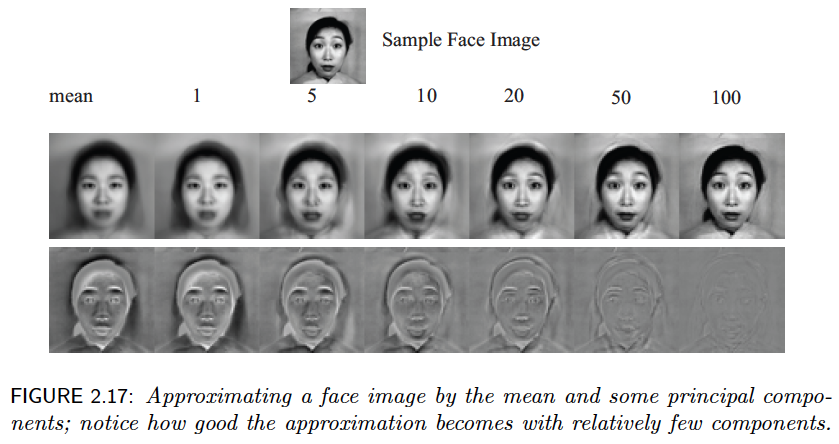 Sample Face Image
mean 1 5 10 20 50 100
FIGURE 2.17: Approximating a face image by the mean and some principal compo-
nents; notice how good the approximation becomes with relatively few components.